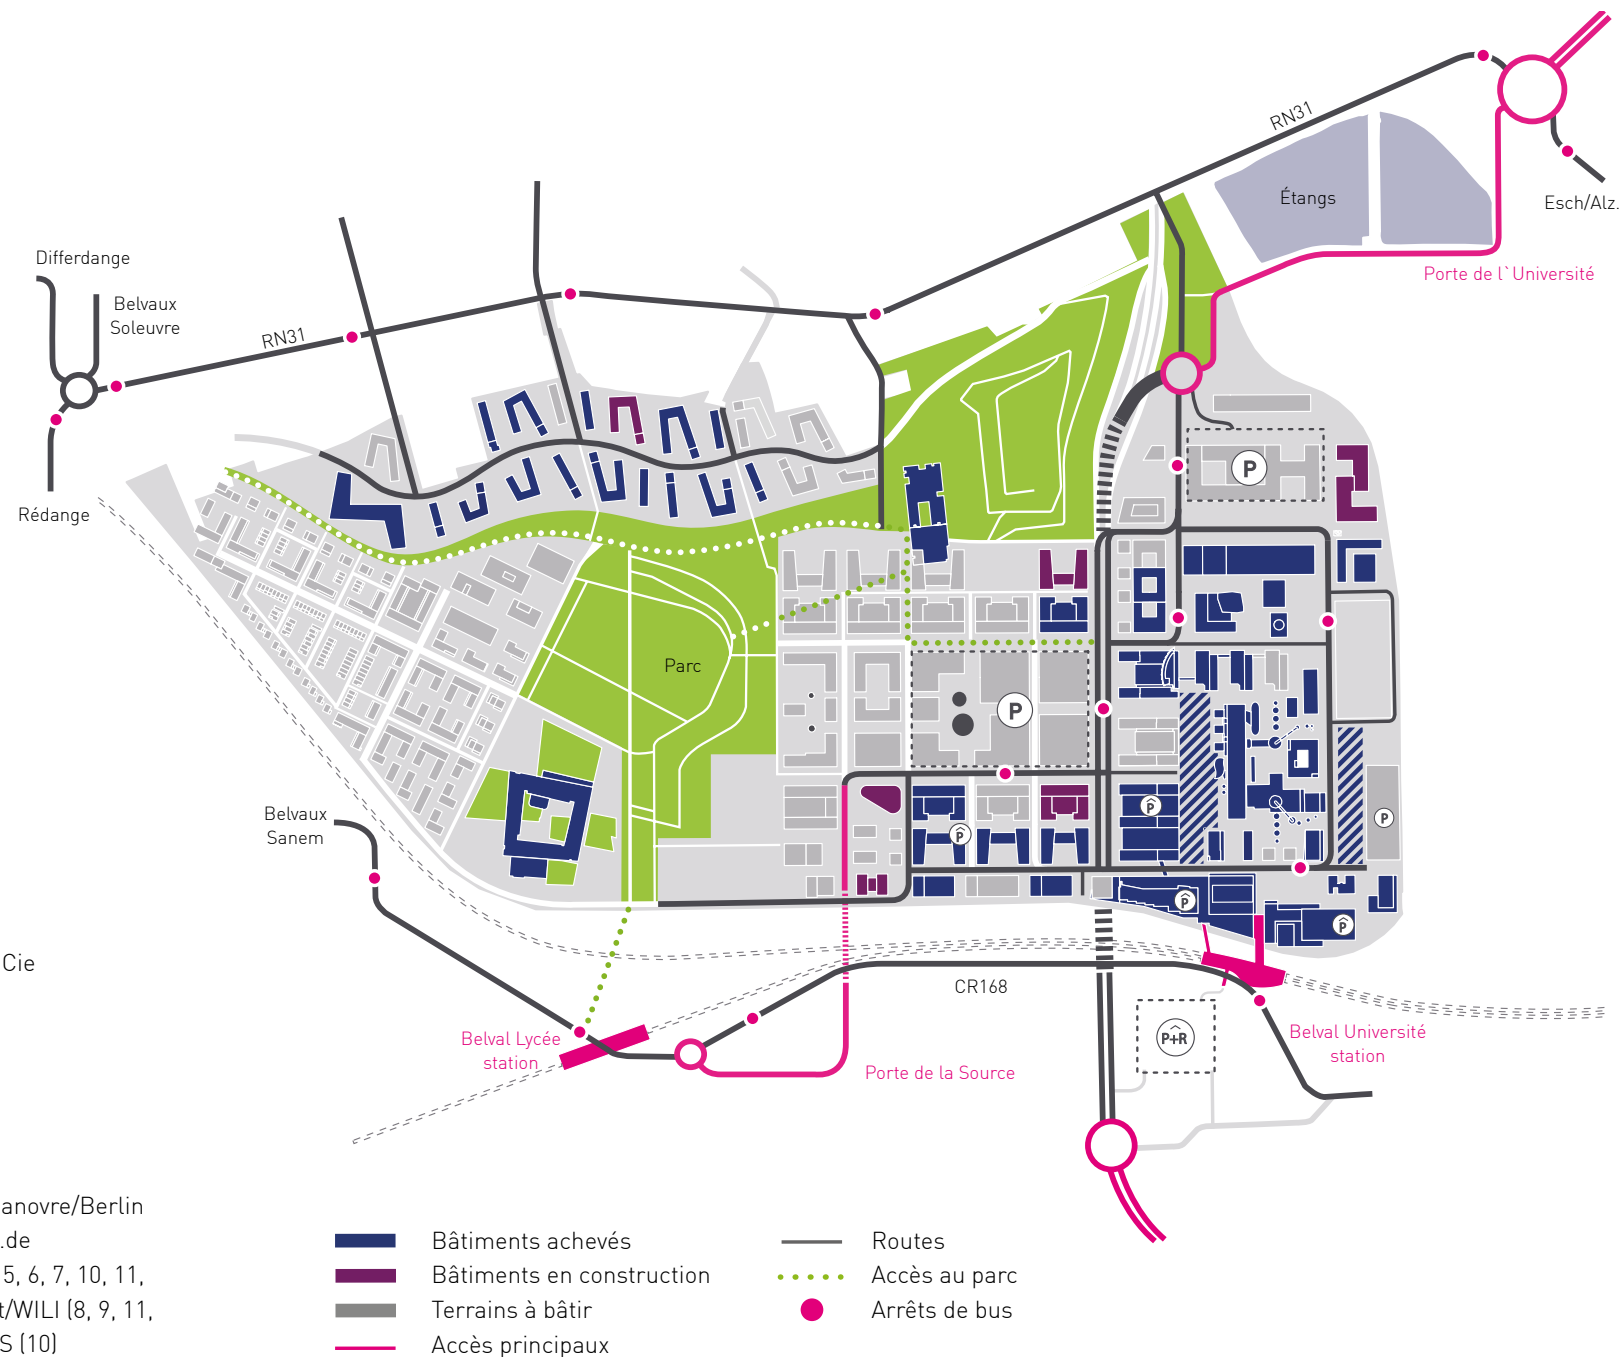 RN31
Étangs
Esch/Alz.
Porte de l`Université
Differdange
Belvaux
Soleuvre
RN31
P
Rédange
Parc
P
Belvaux
Sanem
P
P
P
P
P
Cie
CR168
Belval Lycée
station
P+R
Belval Université
station
Porte de la Source
anovre/Berlin
.de
5, 6, 7, 10, 11,
t/WILI (8, 9, 11,
S (10)
Bâtiments achevés
Bâtiments en construction
Terrains à bâtir
Accès principaux
Routes
Accès au parc
Arrêts de bus